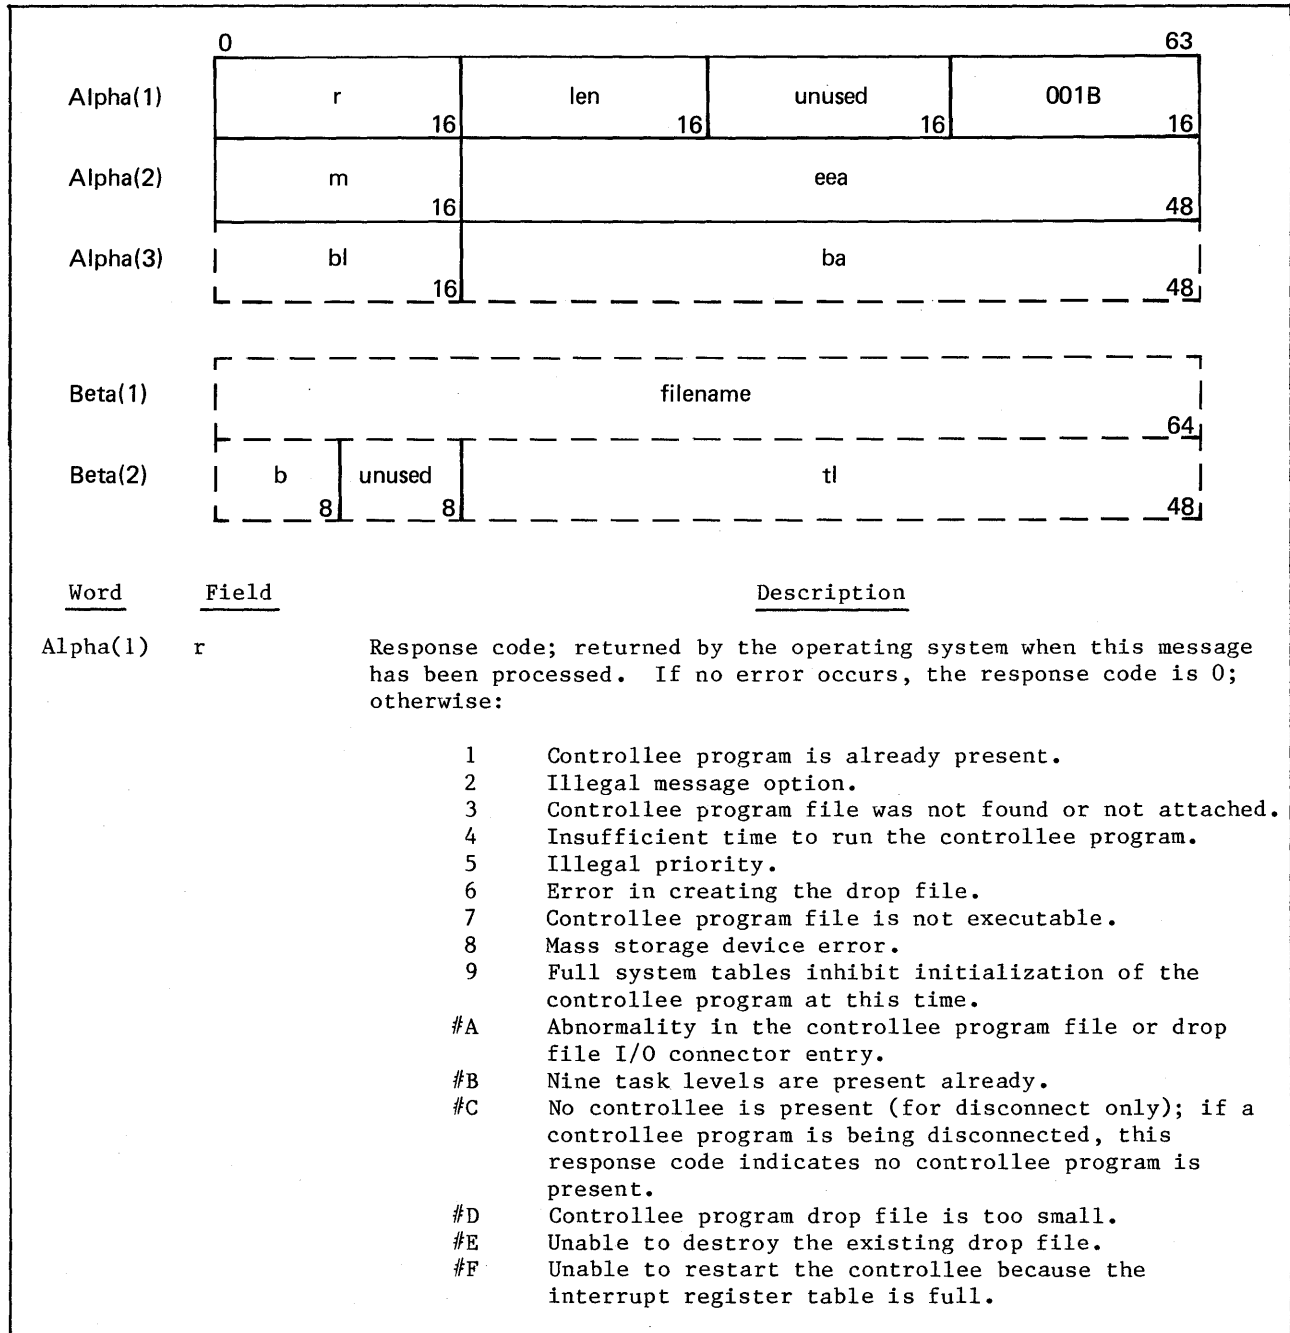 0 63
Alpha(1) r 16 len 16 unused 16 001B 16
Alpha(2) m 16 eea 48
Alpha(3) bl 16 ba 48
Beta(1) filename 64
Beta(2) b 8 unused 8 tl 48
Word Field Description
Alpha(1) r Response code; returned by the operating system when this message
has been processed. If no error occurs, the response code is 0;
otherwise:
1 Controllee program is already present.
2 Illegal message option.
3 Controllee program file was not found or not attached.
4 Insufficient time to run the controllee program.
5 Illegal priority.
6 Error in creating the drop file.
7 Controllee program file is not executable.
8 Mass storage device error.
9 Full system tables inhibit initialization of the
controllee program at this time.
#A Abnormality in the controllee program file or drop
file I/O connector entry.
#B Nine task levels are present already.
#C No controllee is present (for disconnect only); if a
controllee program is being disconnected, this
response code indicates no controllee program is
present.
#D Controllee program drop file is too small.
#E Unable to destroy the existing drop file.
#F Unable to restart the controllee because the
interrupt register table is full.